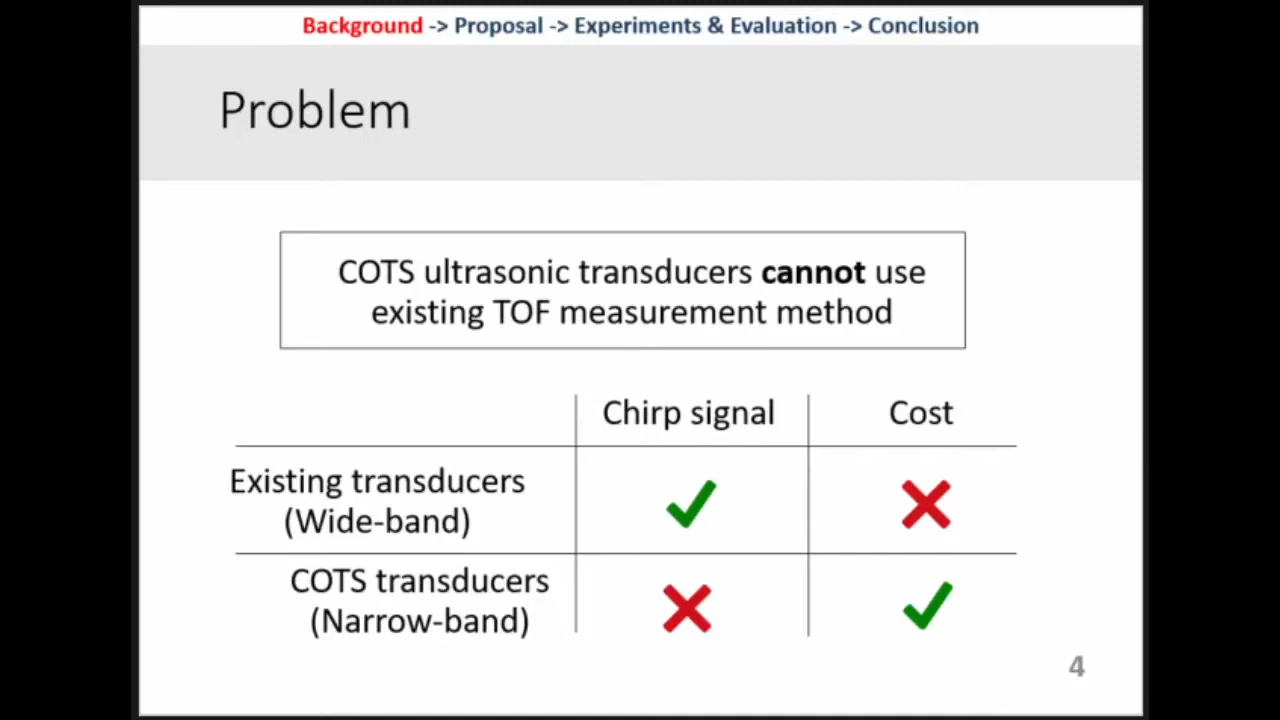 Background -> Proposal -> Experiments & Evaluation -> Conclusion
Problem
COTS ultrasonic transducers cannot use
existing TOF measurement method
Chirp signal
Cost
Existing transducers
(Wide-band)
COTS transducers
(Narrow-band)
4